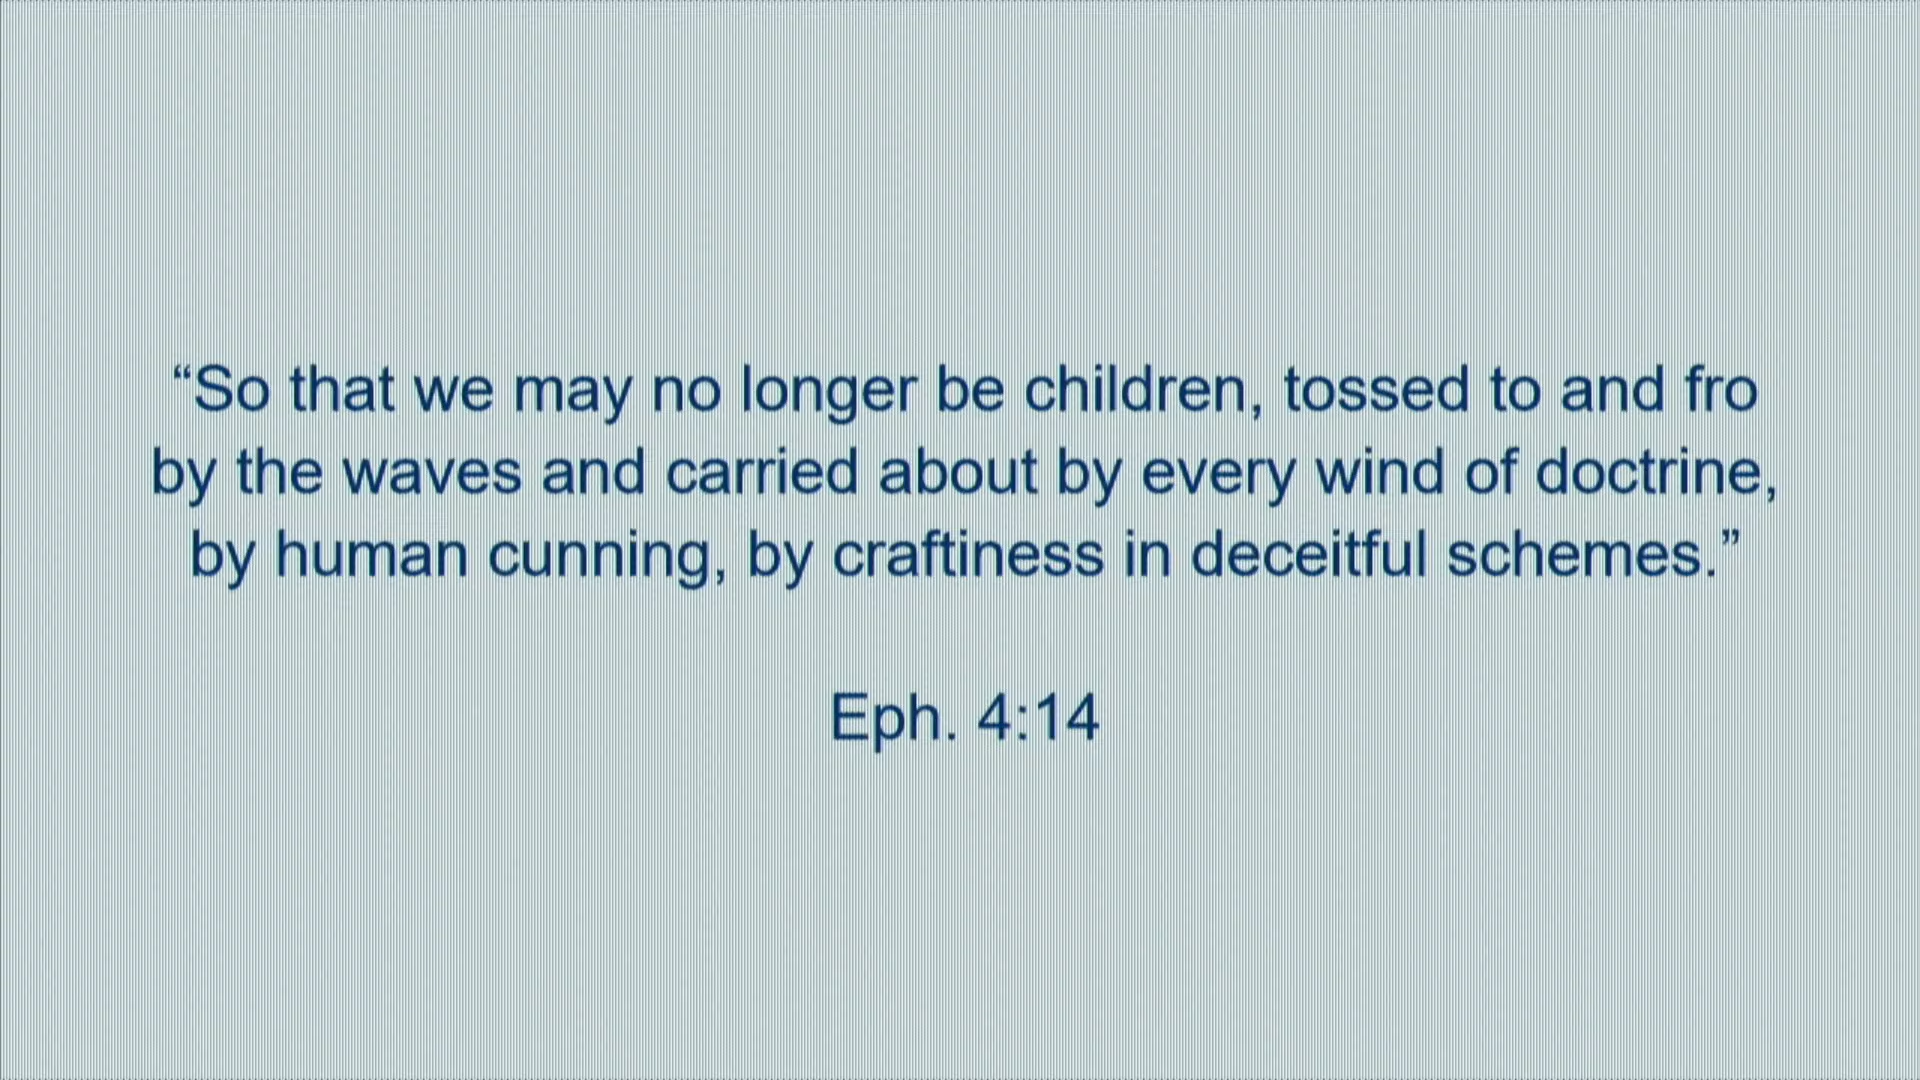 “So that we may no longer be children, tossed to and fro
by the waves and carried about by every wind of doctrine,
by human cunning, by craftiness in deceitful schemes.”
Eph. 4:14